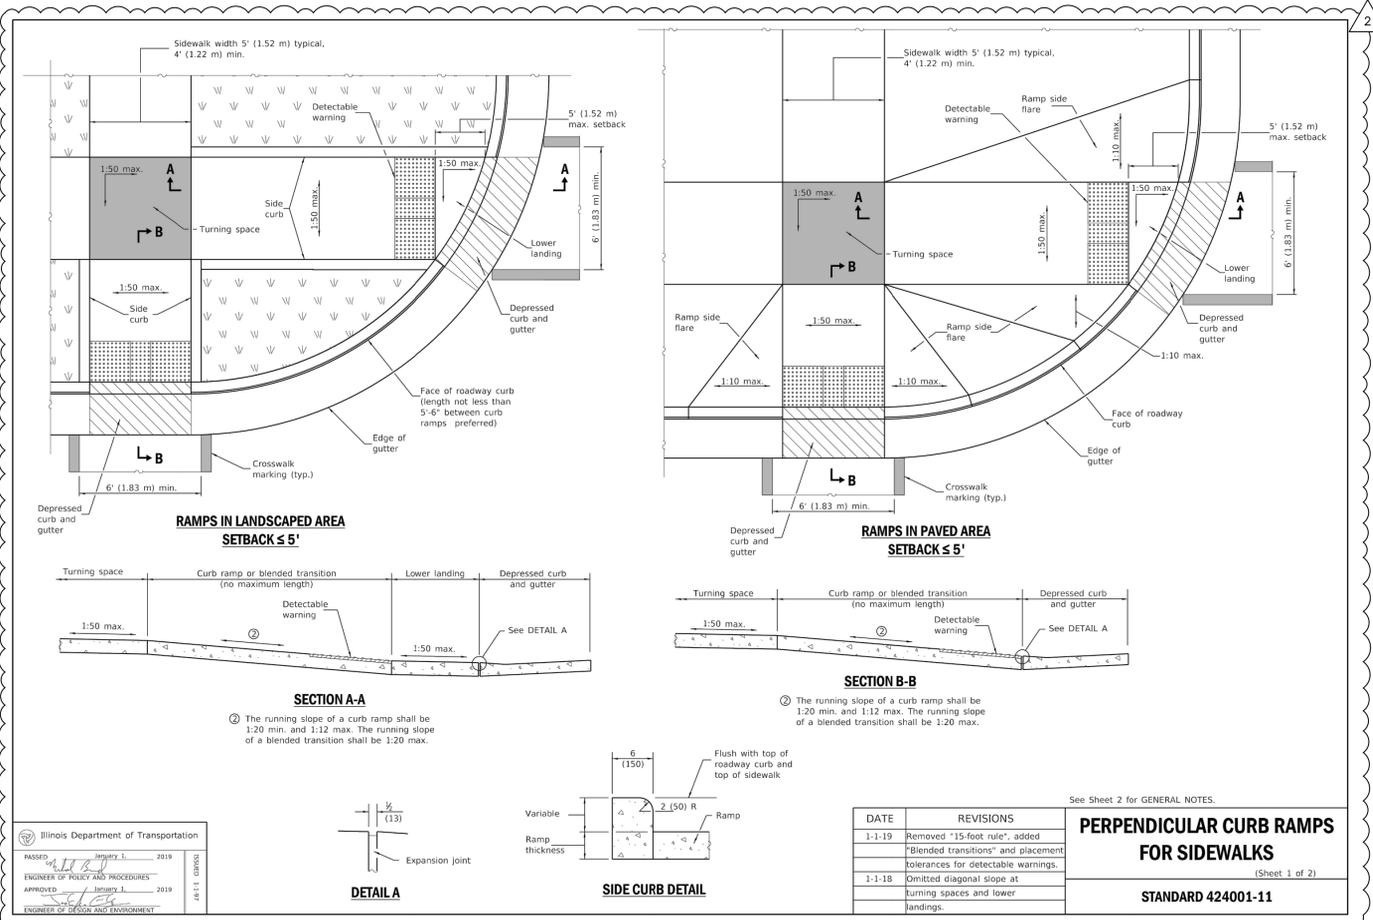 2
Sidewalk width 5' (1.52 m) typical,
4' (1.22 m) min.
Detectable
warning
5' (1.52 m)
max. setback
1:50 max.
A
1:50 max.
A
Side
curb
1:50 max.
6' (1.83 m) min.
B
Turning space
Lower
landing
1:50 max.
Side
curb
Depressed
curb and
gutter
Face of roadway curb
(length not less than
5'-6" between curb
ramps preferred)
Edge of
gutter
B
Crosswalk
marking (typ.)
6' (1.83 m) min.
Depressed
curb and
gutter
RAMPS IN LANDSCAPED AREA
SETBACK ≤ 5'
Sidewalk width 5' (1.52 m) typical,
4' (1.22 m) min.
Detectable
warning
Ramp side
flare
1:10 max.
5' (1.52 m)
max. setback
1:50 max.
A
1:50 max.
A
1:50 max.
6' (1.83 m) min.
B
Turning space
Lower
landing
Ramp side
flare
1:50 max.
Ramp side
flare
Depressed
curb and
gutter
1:10 max.
1:10 max.
1:10 max.
Face of roadway
curb
Edge of
gutter
B
Crosswalk
marking (typ.)
6' (1.83 m) min.
Depressed
curb and
gutter
RAMPS IN PAVED AREA
SETBACK ≤ 5'
Turning space
Curb ramp or blended transition
(no maximum length)
Lower landing
Depressed curb
and gutter
Detectable
warning
1:50 max.
2
1:50 max.
See DETAIL A
SECTION A-A
2 The running slope of a curb ramp shall be
1:20 min. and 1:12 max. The running slope
of a blended transition shall be 1:20 max.
Turning space
Curb ramp or blended transition
(no maximum length)
Depressed curb
and gutter
Detectable
warning
1:50 max.
2
See DETAIL A
SECTION B-B
2 The running slope of a curb ramp shall be
1:20 min. and 1:12 max. The running slope
of a blended transition shall be 1:20 max.
½
(13)
Expansion joint
DETAIL A
6
(150)
Flush with top of
roadway curb and
top of sidewalk
Variable
2 (50) R
Ramp
Ramp
thickness
SIDE CURB DETAIL
Illinois Department of Transportation
PASSED January 1, 2019
ENGINEER OF POLICY AND PROCEDURES
APPROVED January 1, 2019
ENGINEER OF DESIGN AND ENVIRONMENT
ISSUED 1-1-97
See Sheet 2 for GENERAL NOTES.
DATE REVISIONS
1-1-19 Removed "15-foot rule", added
"Blended transitions" and placement
tolerances for detectable warnings.
1-1-18 Omitted diagonal slope at
turning spaces and lower
landings.
PERPENDICULAR CURB RAMPS
FOR SIDEWALKS
(Sheet 1 of 2)
STANDARD 424001-11